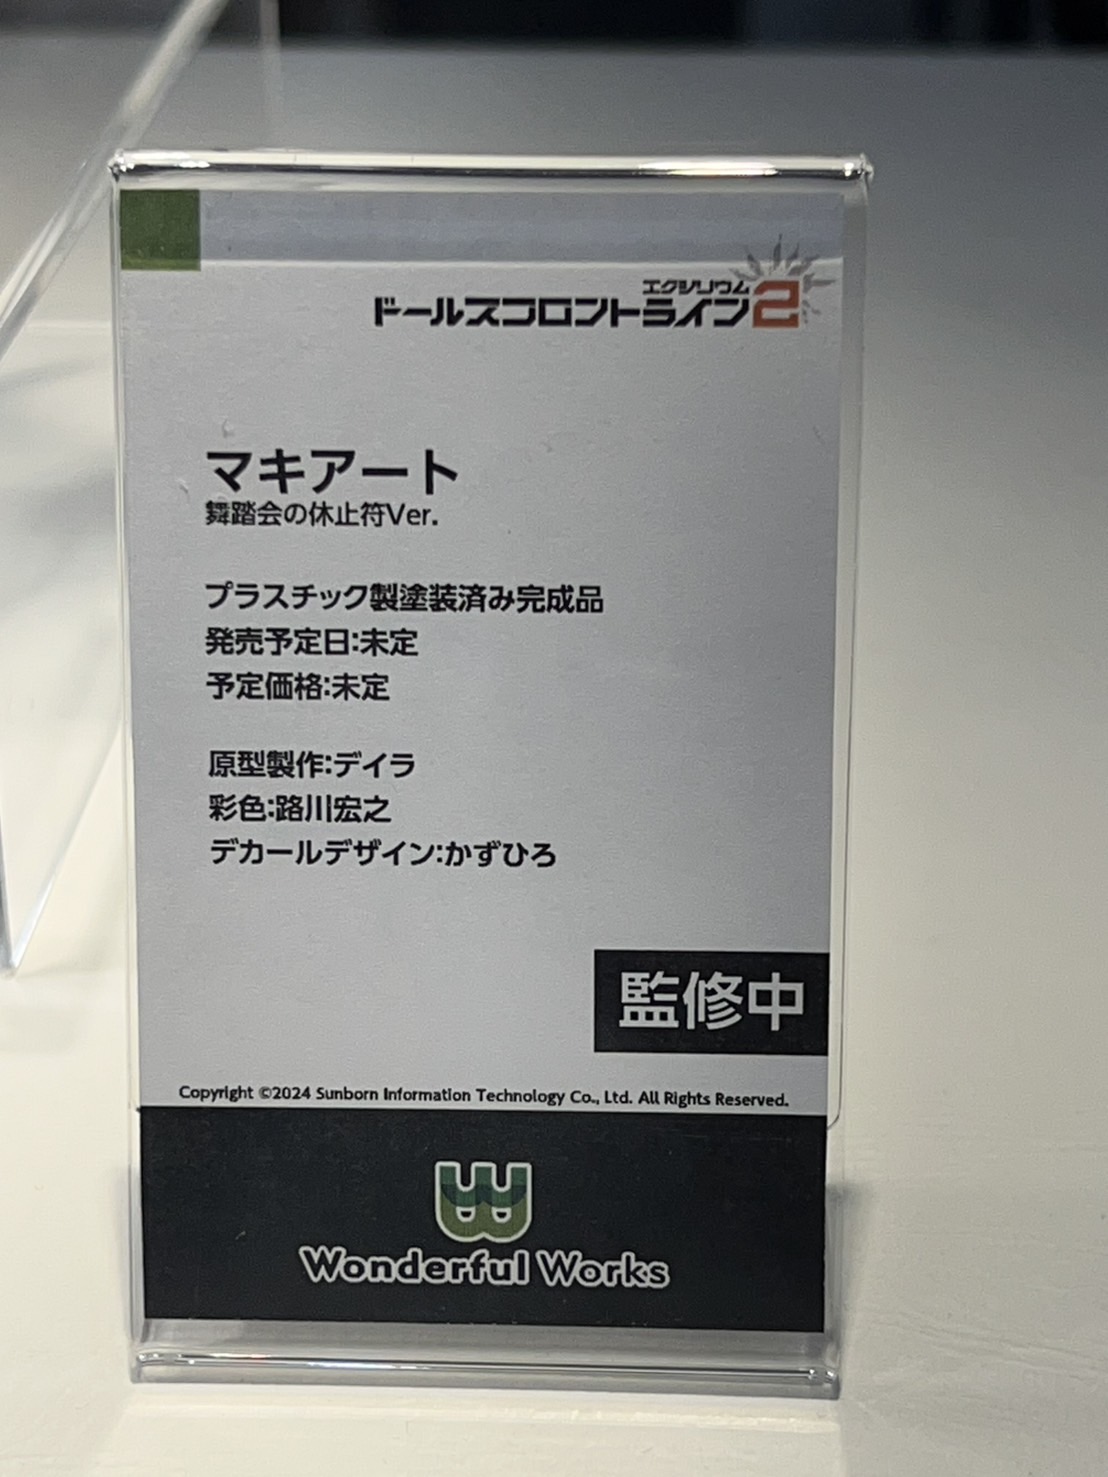 エクシリウム
ドールズフロントライン2
マキアート
舞踏会の休止符Ver.
プラスチック製塗装済み完成品
発売予定日:未定
予定価格:未定
原型製作:デイラ
彩色:路川宏之
デカールデザイン:かずひろ
監修中
Copyright ©2024 Sunborn Information Technology Co., Ltd. All Rights Reserved.
W
Wonderful Works